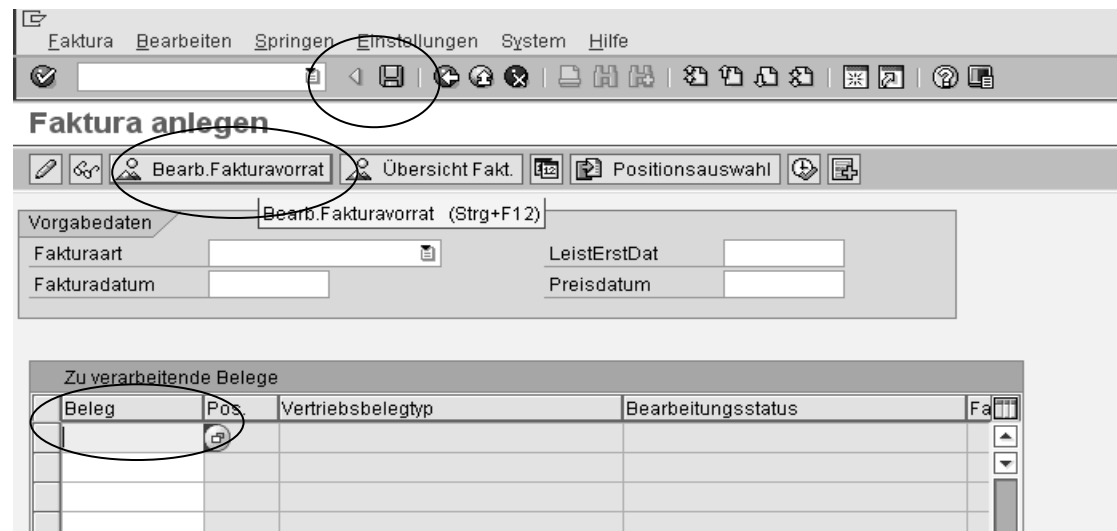 Faktura Bearbeiten Springen Einstellungen System Hilfe
Faktura anlegen
Bearb.Fakturavorrat Übersicht Fakt. Positionsauswahl
Bearb.Fakturavorrat (Strg+F12)
Vorgabedaten
Fakturaart LeistErstDat
Fakturadatum Preisdatum
Zu verarbeitende Belege
Beleg Pos. Vertriebsbelegtyp Bearbeitungsstatus Fa